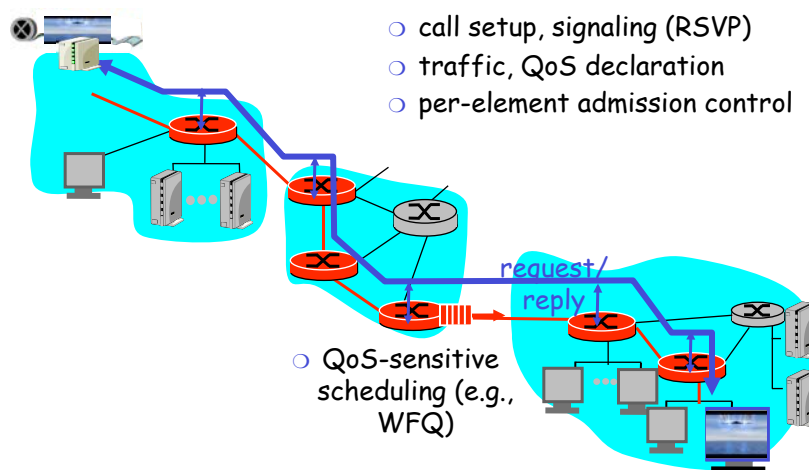 ❍ call setup, signaling (RSVP)
❍ traffic, QoS declaration
❍ per-element admission control
request/
reply
❍ QoS-sensitive
scheduling (e.g.,
WFQ)